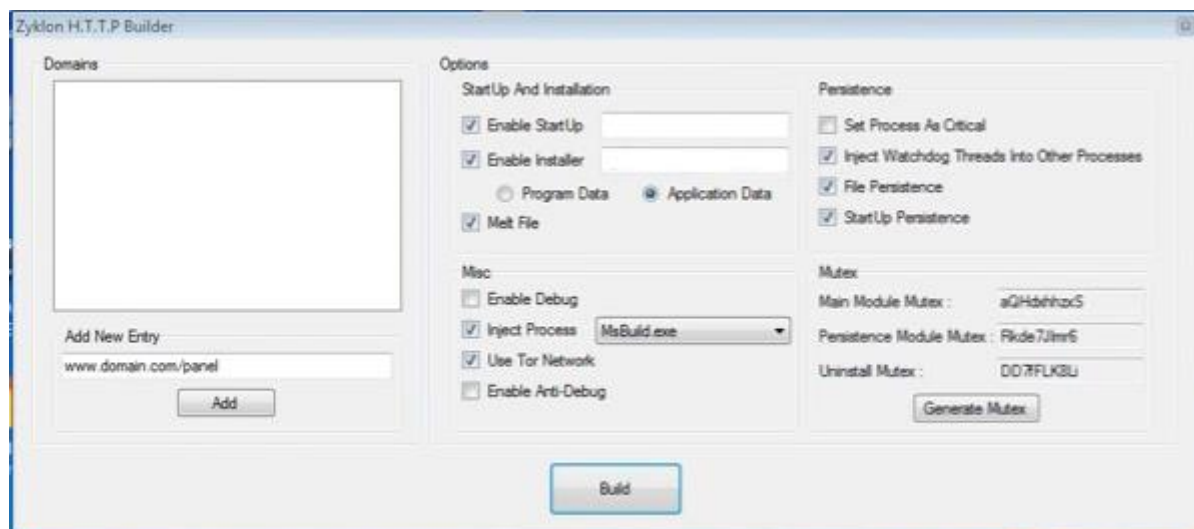 Zyklon H.T.T.P Builder
Domains
Add New Entry
www.domain.com/panel
Add
Options
StartUp And Installation
Enable StartUp
Enable Installer
Program Data
Application Data
Melt File
Persistence
Set Process As Critical
Inject Watchdog Threads Into Other Processes
File Persistence
StartUp Persistence
Misc
Enable Debug
Inject Process
MsBuild.exe
Use Tor Network
Enable Anti-Debug
Mutex
Main Module Mutex :
Persistence Module Mutex :
Uninstall Mutex :
Generate Mutex
Build